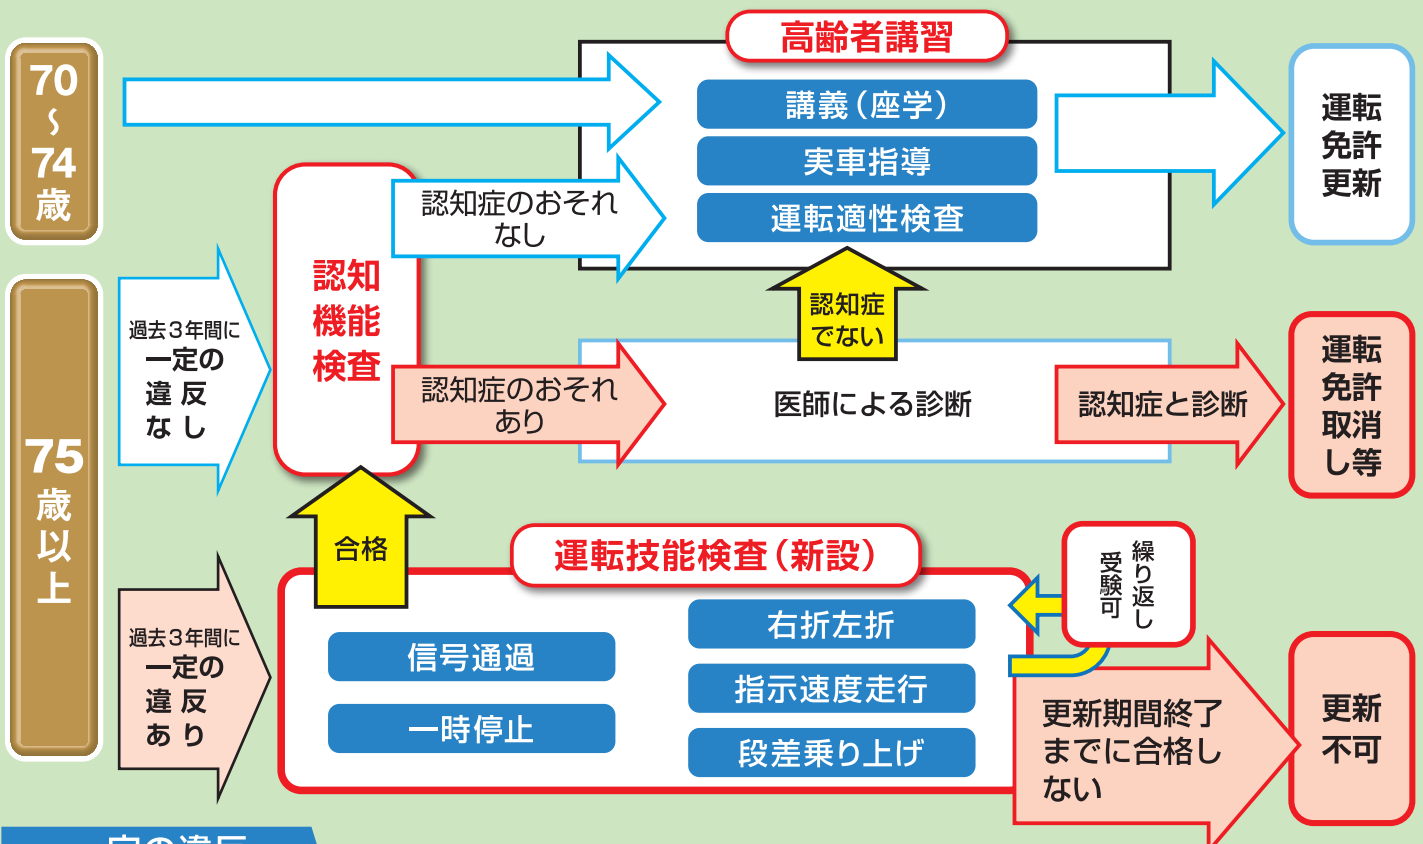 70
〜
74
歳
高齢者講習
講義（座学）
実車指導
運転適性検査
運転
免許
更新
認知症のおそれ
なし
認知
機能
検査
75
歳
以
上
過去３年間に
一定の
違 反
な し
認知症
でない
認知症のおそれ
あり
医師による診断
認知症と診断
運転
免許
取消
し等
合格
運転技能検査（新設）
信号通過
一時停止
右折左折
指示速度走行
段差乗り上げ
繰り返し
受験可
過去３年間に
一定の
違 反
あ り
更新期間終了
までに合格し
ない
更新
不可